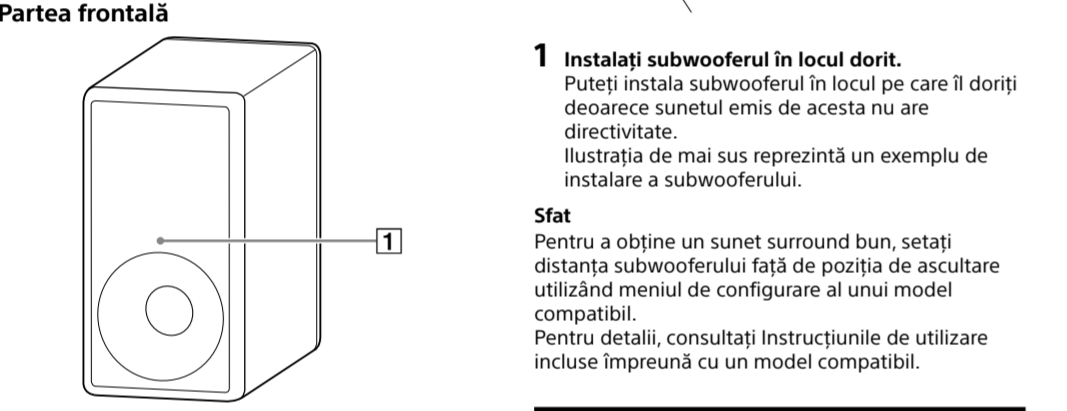 Partea frontală
1
1 Instalați subwooferul în locul dorit.
Puteți instala subwooferul în locul pe care îl doriți
deoarece sunetul emis de acesta nu are
directivitate.
Ilustrația de mai sus reprezintă un exemplu de
instalare a subwooferului.
Sfat
Pentru a obține un sunet surround bun, setați
distanța subwooferului față de poziția de ascultare
utilizând meniul de configurare al unui model
compatibil.
Pentru detalii, consultați Instrucțiunile de utilizare
incluse împreună cu un model compatibil.